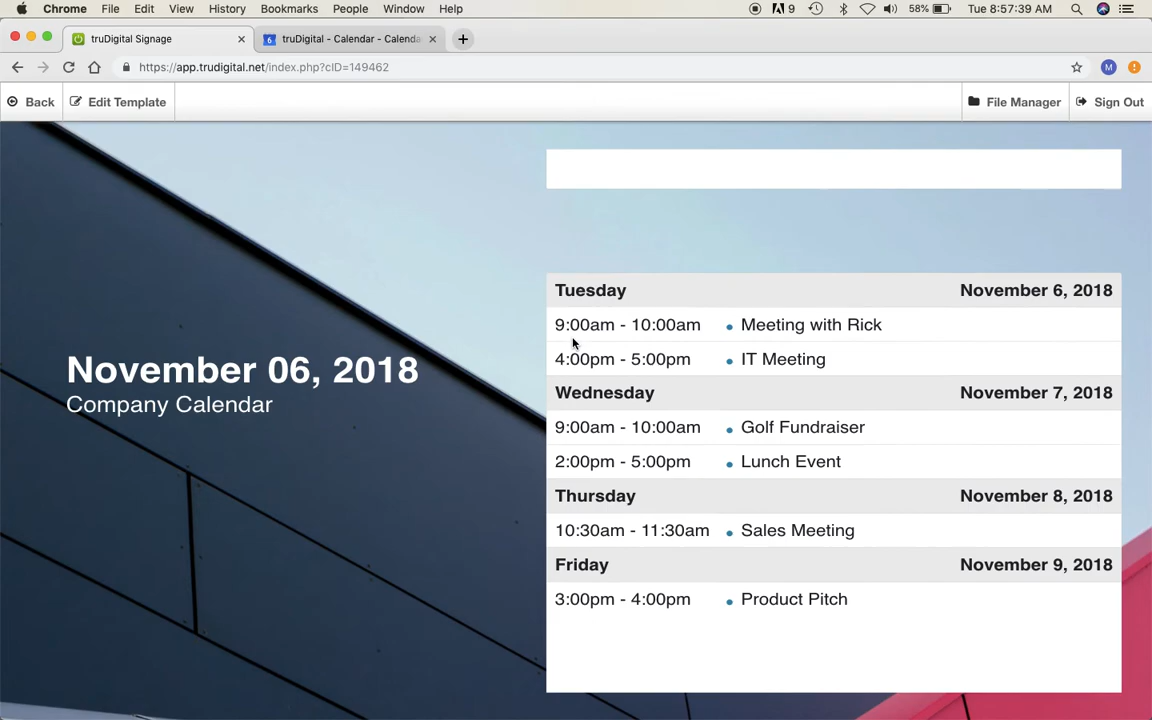 Chrome File Edit View History Bookmarks People Window Help 9 58% Tue 8:57:39 AM
truDigital Signage 6 truDigital - Calendar - Calenda
https://app.trudigital.net/index.php?cID=149462 M
Back Edit Template File Manager Sign Out
Tuesday November 6, 2018
9:00am - 10:00am • Meeting with Rick
4:00pm - 5:00pm • IT Meeting
Wednesday November 7, 2018
9:00am - 10:00am • Golf Fundraiser
2:00pm - 5:00pm • Lunch Event
Thursday November 8, 2018
10:30am - 11:30am • Sales Meeting
Friday November 9, 2018
3:00pm - 4:00pm • Product Pitch
November 06, 2018
Company Calendar